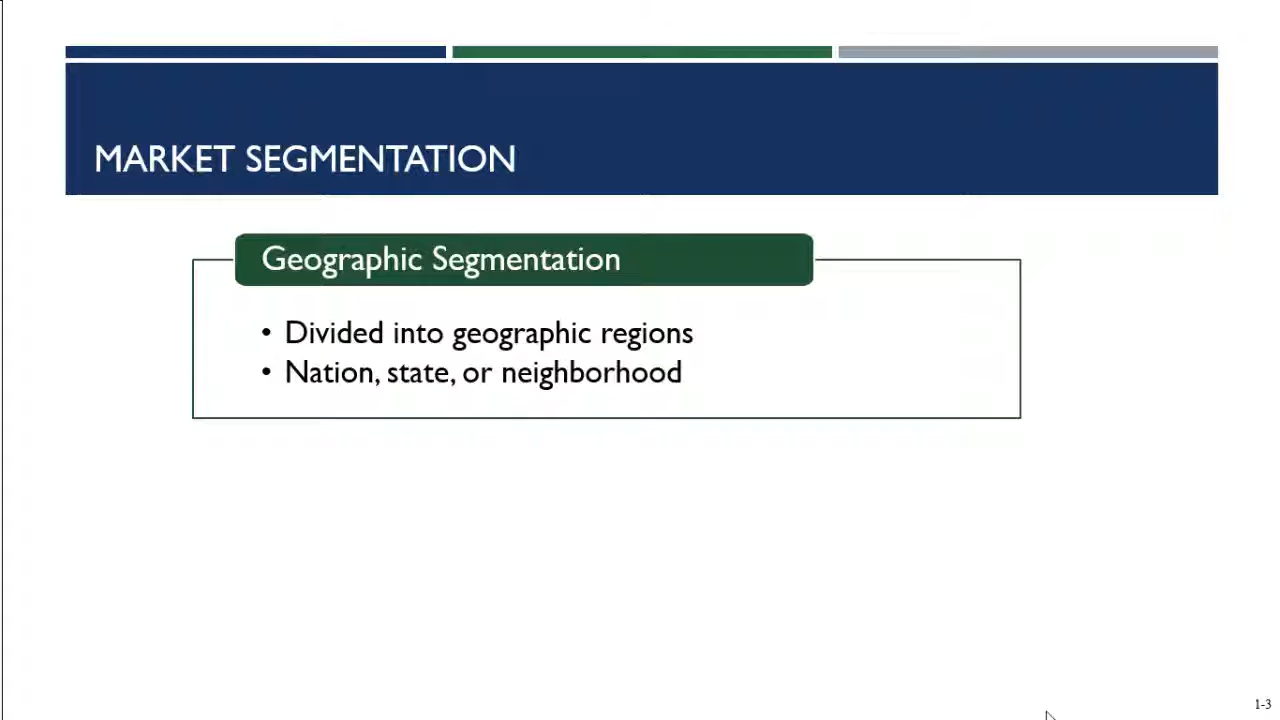 MARKET SEGMENTATION
Geographic Segmentation
• Divided into geographic regions
• Nation, state, or neighborhood
1-3